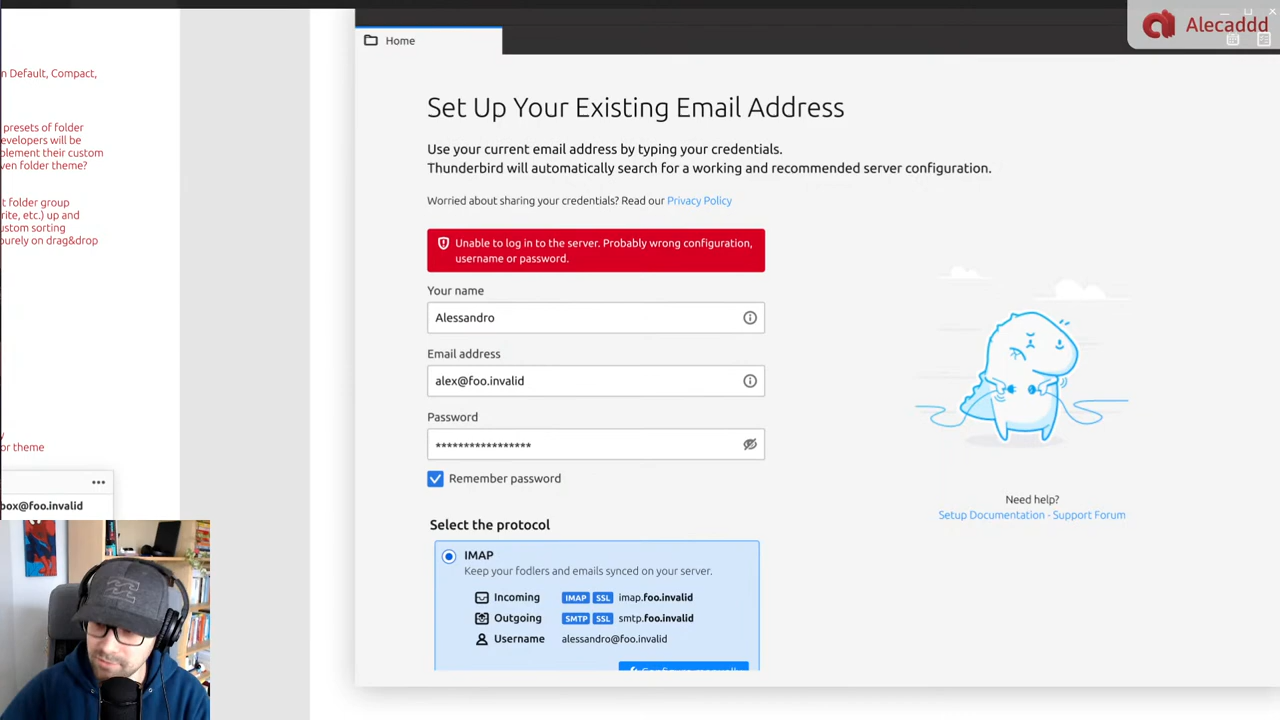 Alecaddd
n Default, Compact,
presets of folder
evelopers will be
plement their custom
ven folder theme?
t folder group
rite, etc.) up and
ustom sorting
ourely on drag&drop
y
or theme
box@foo.invalid
Home
Set Up Your Existing Email Address
Use your current email address by typing your credentials.
Thunderbird will automatically search for a working and recommended server configuration.
Worried about sharing your credentials? Read our Privacy Policy
Unable to log in to the server. Probably wrong configuration,
username or password.
Your name
Alessandro
Email address
alex@foo.invalid
Password
*****************
Remember password
Select the protocol
IMAP
Keep your fodlers and emails synced on your server.
Incoming IMAP SSL imap.foo.invalid
Outgoing SMTP SSL smtp.foo.invalid
Username alessandro@foo.invalid
Need help?
Setup Documentation - Support Forum